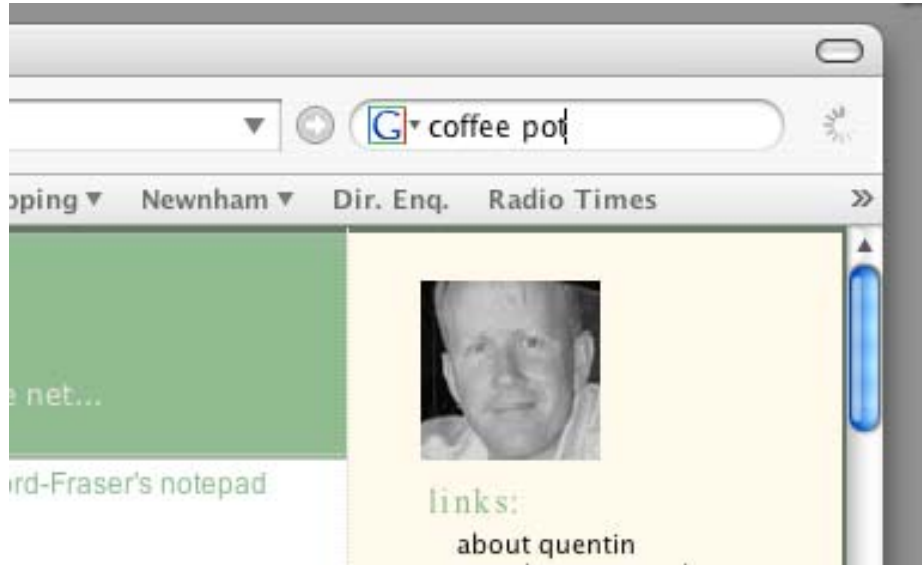 G coffee pot
pping Newnham Dir. Enq. Radio Times »
e net...
rd-Fraser's notepad
links:
about quentin